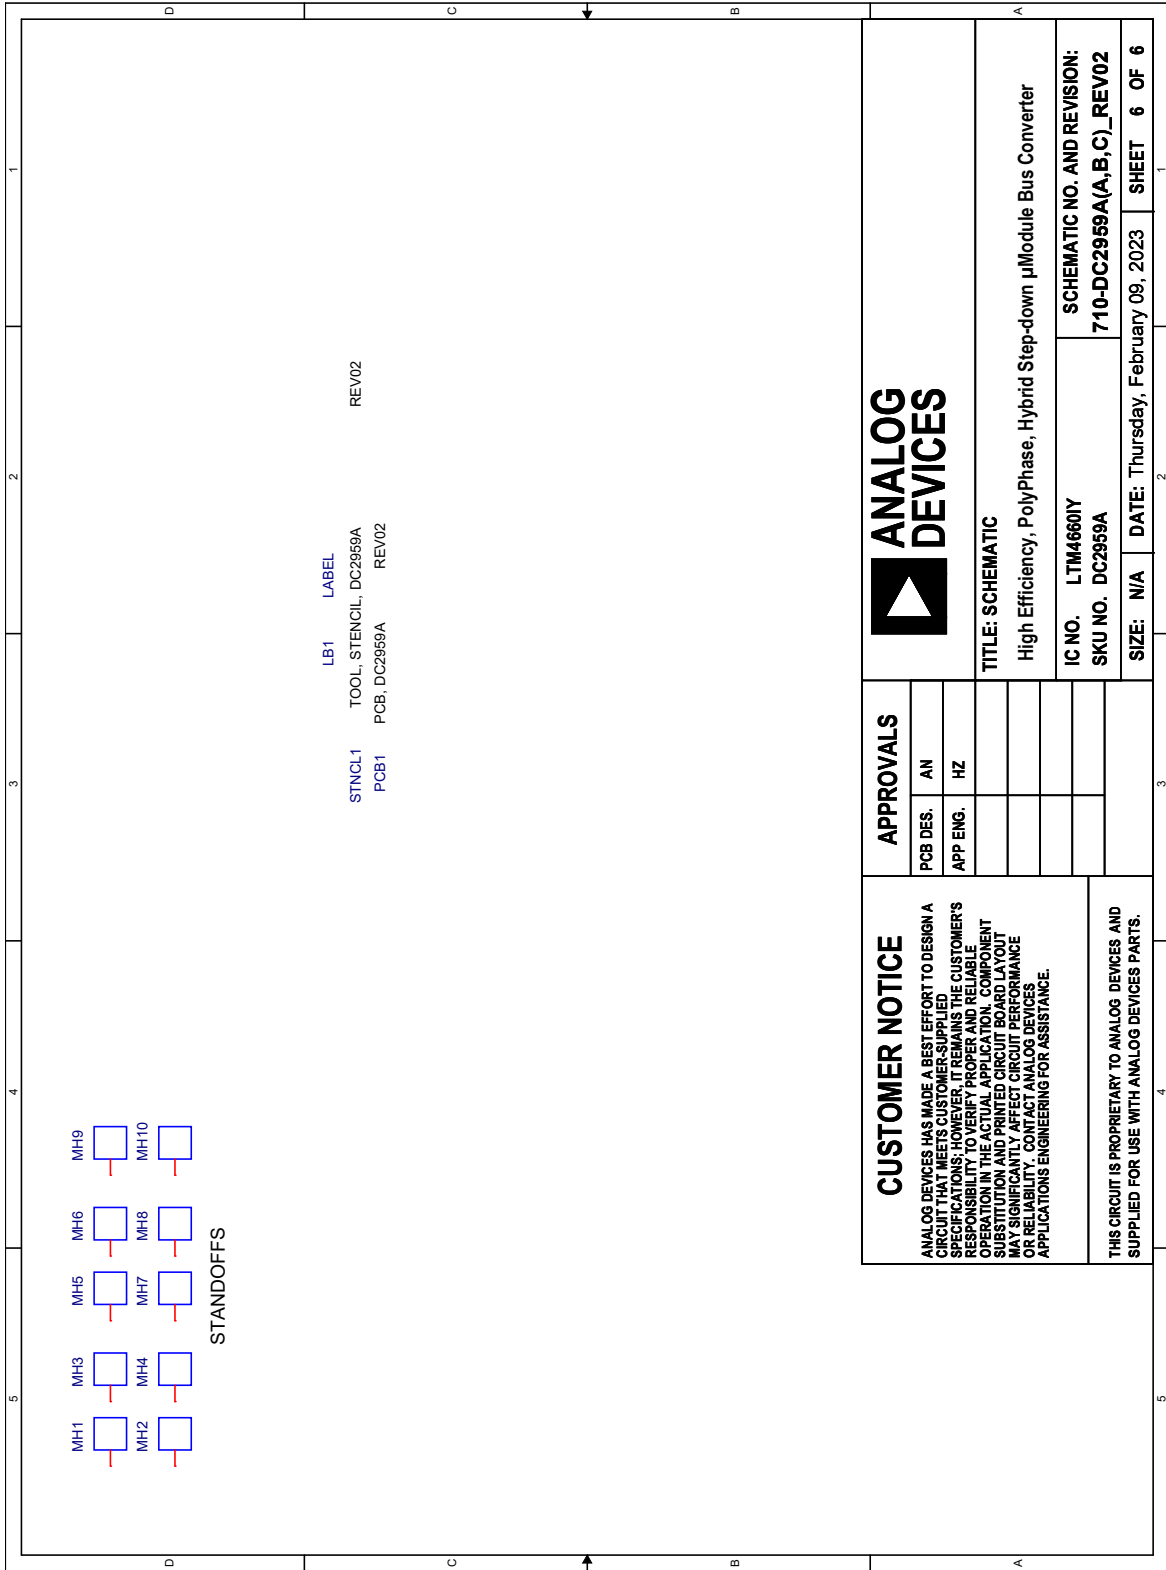 5
4
3
2
1
D
C
B
A
MH1
MH3
MH5
MH6
MH9
MH2
MH4
MH7
MH8
MH10
STANDOFFS
LB1 LABEL
STNCL1 TOOL, STENCIL, DC2959A REV02
PCB1 PCB, DC2959A REV02
CUSTOMER NOTICE
ANALOG DEVICES HAS MADE A BEST EFFORT TO DESIGN A
CIRCUIT THAT MEETS CUSTOMER-SUPPLIED
SPECIFICATIONS; HOWEVER, IT REMAINS THE CUSTOMER'S
RESPONSIBILITY TO VERIFY PROPER AND RELIABLE
OPERATION IN THE ACTUAL APPLICATION. COMPONENT
SUBSTITUTION AND PRINTED CIRCUIT BOARD LAYOUT
MAY SIGNIFICANTLY AFFECT CIRCUIT PERFORMANCE
OR RELIABILITY. CONTACT ANALOG DEVICES
APPLICATIONS ENGINEERING FOR ASSISTANCE.
THIS CIRCUIT IS PROPRIETARY TO ANALOG DEVICES AND
SUPPLIED FOR USE WITH ANALOG DEVICES PARTS.
APPROVALS
PCB DES. AN
APP ENG. HZ
ANALOG
DEVICES
TITLE: SCHEMATIC
High Efficiency, PolyPhase, Hybrid Step-down µModule Bus Converter
IC NO. LTM4660IY
SKU NO. DC2959A
SCHEMATIC NO. AND REVISION:
710-DC2959A(A,B,C)_REV02
SIZE: N/A DATE: Thursday, February 09, 2023 SHEET 6 OF 6
D
C
B
A
5
4
3
2
1